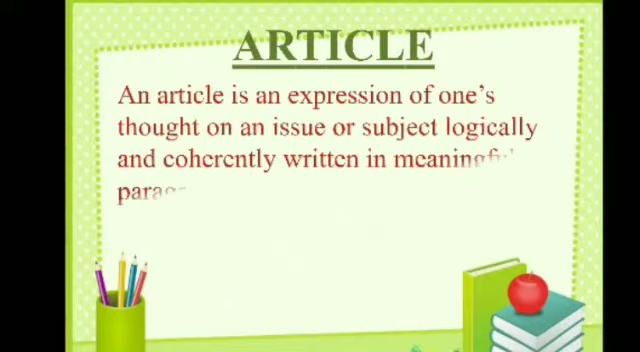 ARTICLE
An article is an expression of one's
thought on an issue or subject logically
and coherently written in